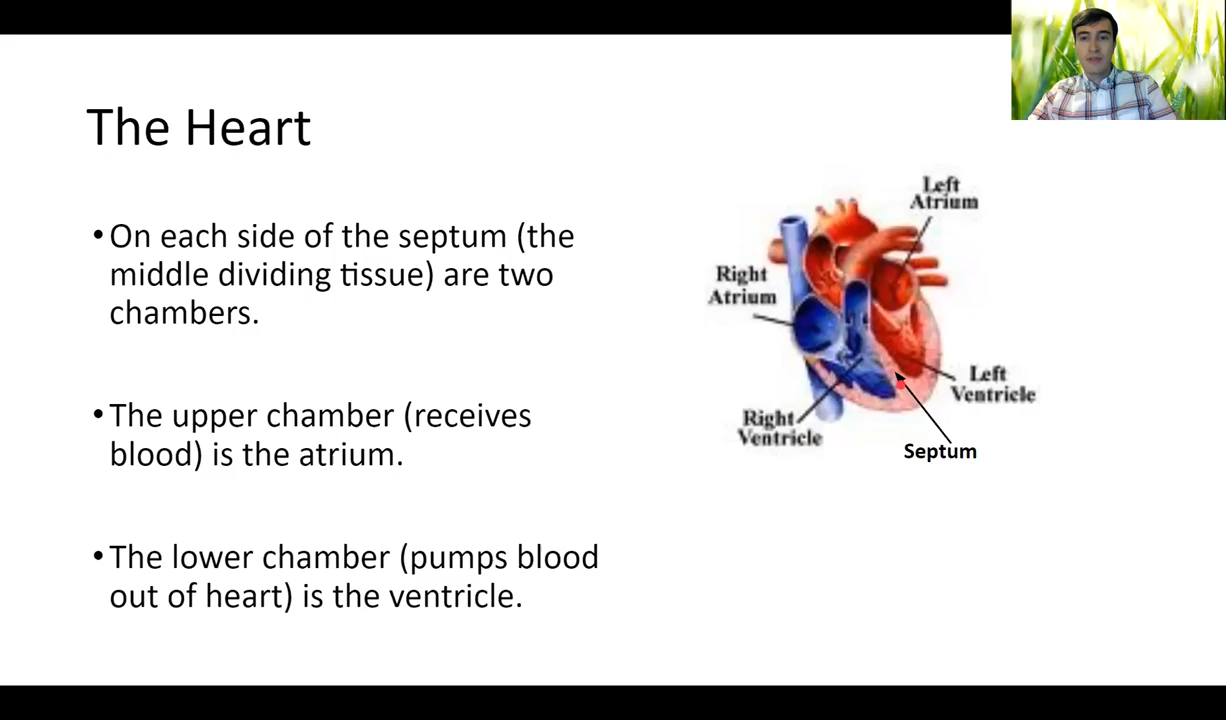 The Heart
•On each side of the septum (the
middle dividing tissue) are two
chambers.
•The upper chamber (receives
blood) is the atrium.
•The lower chamber (pumps blood
out of heart) is the ventricle.
Left
Atrium
Right
Atrium
Left
Ventricle
Right
Ventricle
Septum